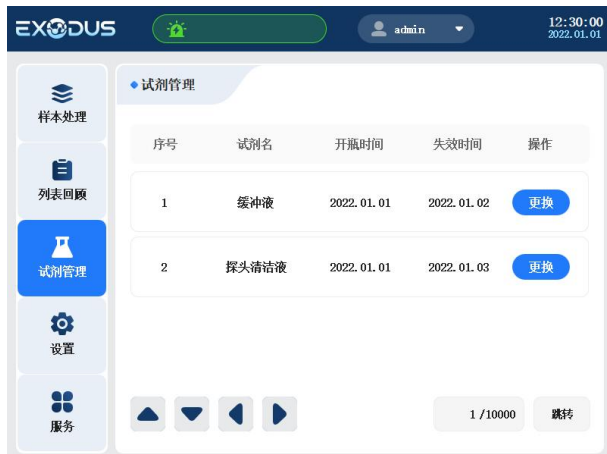 EXODUS
admin
12:30:00
2022.01.01
样本处理
列表回顾
试剂管理
设置
服务
试剂管理
序号 试剂名 开瓶时间 失效时间 操作
1 缓冲液 2022.01.01 2022.01.02 更换
2 探头清洁液 2022.01.01 2022.01.03 更换
1 /10000 跳转